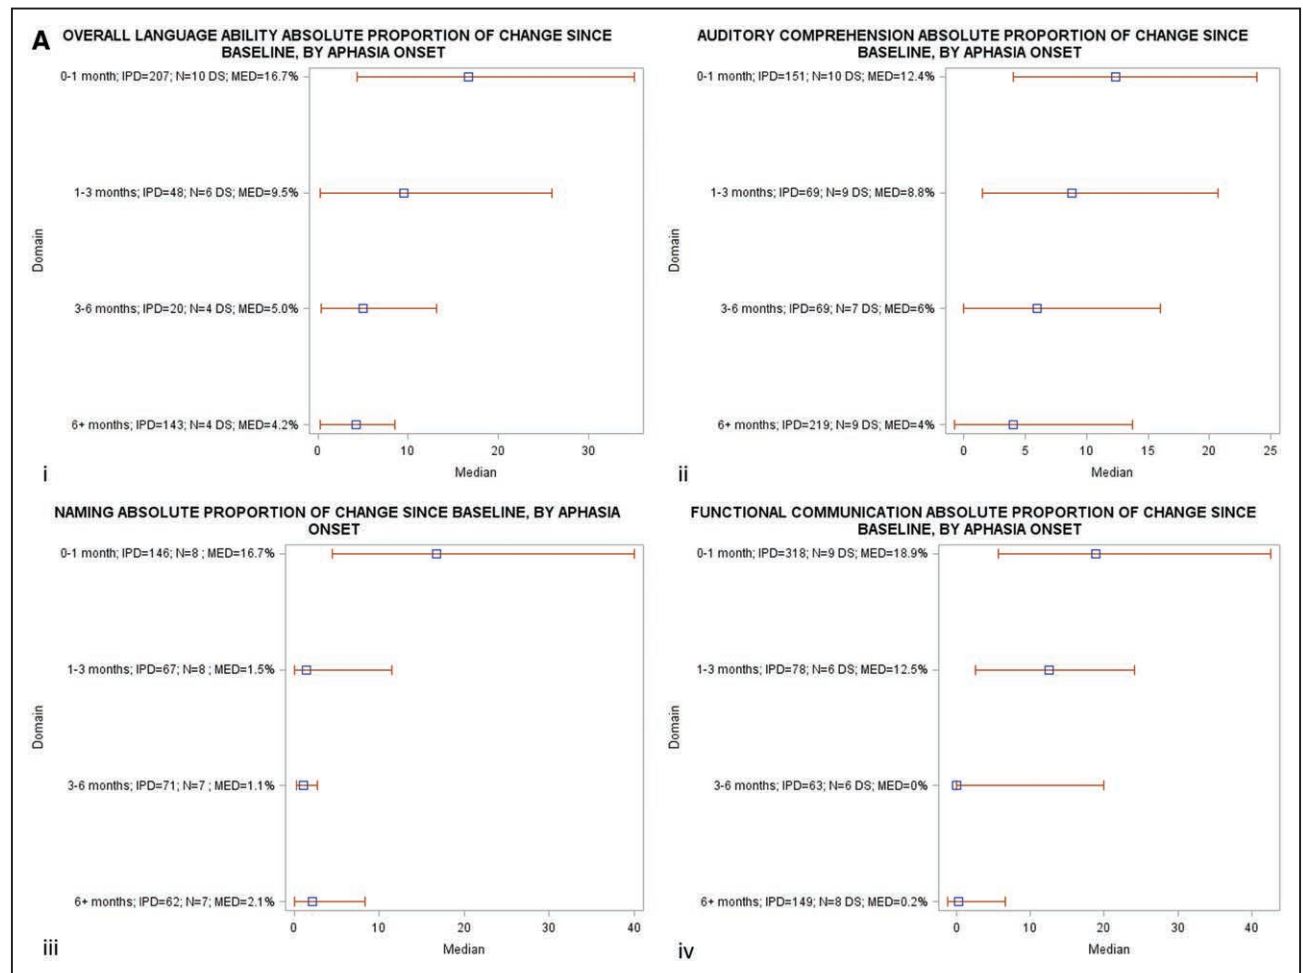 A
OVERALL LANGUAGE ABILITY ABSOLUTE PROPORTION OF CHANGE SINCE
BASELINE, BY APHASIA ONSET
0-1 month; IPD=207; N=10 DS; MED=16.7%
1-3 months; IPD=48; N=6 DS; MED=9.5%
Domain
3-6 months; IPD=20; N=4 DS; MED=5.0%
6+ months; IPD=143; N=4 DS; MED=4.2%
0 10 20 30
Median
i
AUDITORY COMPREHENSION ABSOLUTE PROPORTION OF CHANGE SINCE
BASELINE, BY APHASIA ONSET
0-1 month; IPD=151; N=10 DS; MED=12.4%
1-3 months; IPD=69; N=9 DS; MED=8.8%
Domain
3-6 months; IPD=69; N=7 DS; MED=6%
6+ months; IPD=219; N=9 DS; MED=4%
0 5 10 15 20 25
Median
ii
NAMING ABSOLUTE PROPORTION OF CHANGE SINCE BASELINE, BY APHASIA
ONSET
0-1 month; IPD=146; N=8 ; MED=16.7%
1-3 months; IPD=67; N=8 ; MED=1.5%
Domain
3-6 months; IPD=71; N=7 ; MED=1.1%
6+ months; IPD=62; N=7; MED=2.1%
0 10 20 30 40
Median
iii
FUNCTIONAL COMMUNICATION ABSOLUTE PROPORTION OF CHANGE SINCE
BASELINE, BY APHASIA ONSET
0-1 month; IPD=318; N=9 DS; MED=18.9%
1-3 months; IPD=78; N=6 DS; MED=12.5%
Domain
3-6 months; IPD=63; N=6 DS; MED=0%
6+ months; IPD=149; N=8 DS; MED=0.2%
0 10 20 30 40
Median
iv